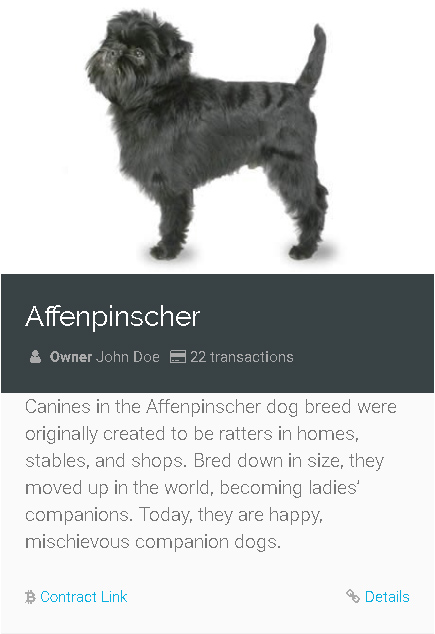 Affenpinscher
Owner John Doe 22 transactions
Canines in the Affenpinscher dog breed were
originally created to be ratters in homes,
stables, and shops. Bred down in size, they
moved up in the world, becoming ladies’
companions. Today, they are happy,
mischievous companion dogs.
Contract Link Details